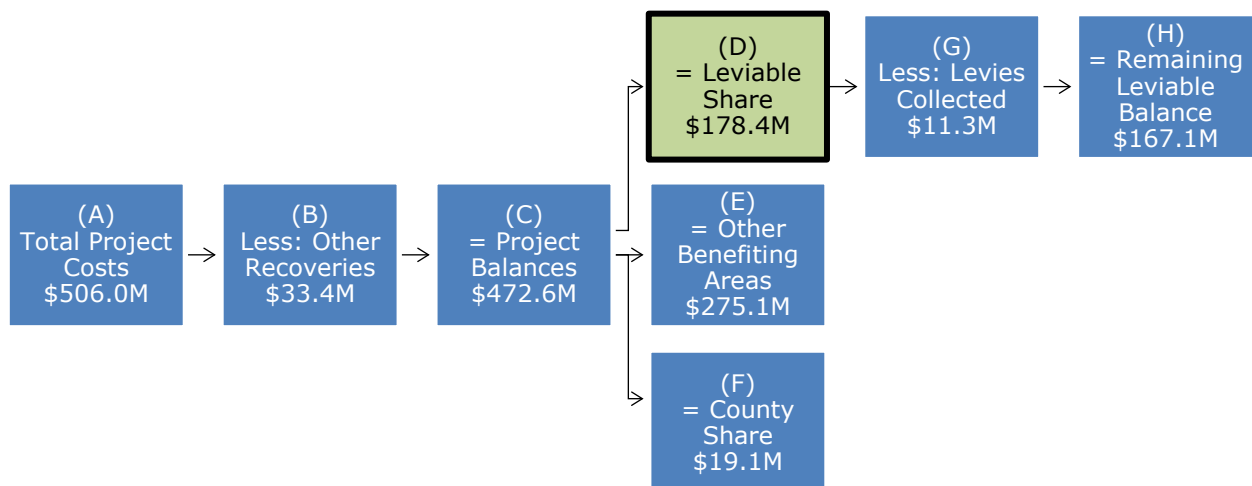 (A)
Total Project
Costs
$506.0M
(B)
Less: Other
Recoveries
$33.4M
(C)
= Project
Balances
$472.6M
(D)
= Leviable
Share
$178.4M
(E)
= Other
Benefiting
Areas
$275.1M
(F)
= County
Share
$19.1M
(G)
Less: Levies
Collected
$11.3M
(H)
= Remaining
Leviable
Balance
$167.1M